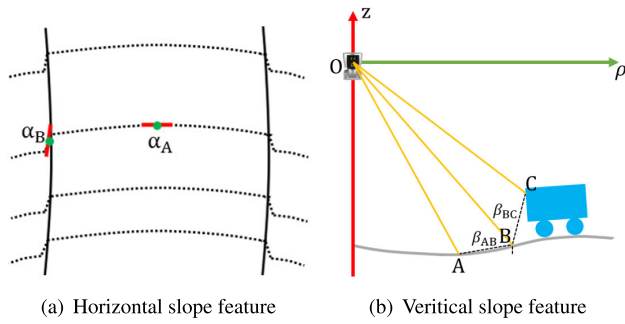 z
O
ρ
α_B
α_A
C
β_BC
β_AB
B
A
(a) Horizontal slope feature
(b) Veritical slope feature